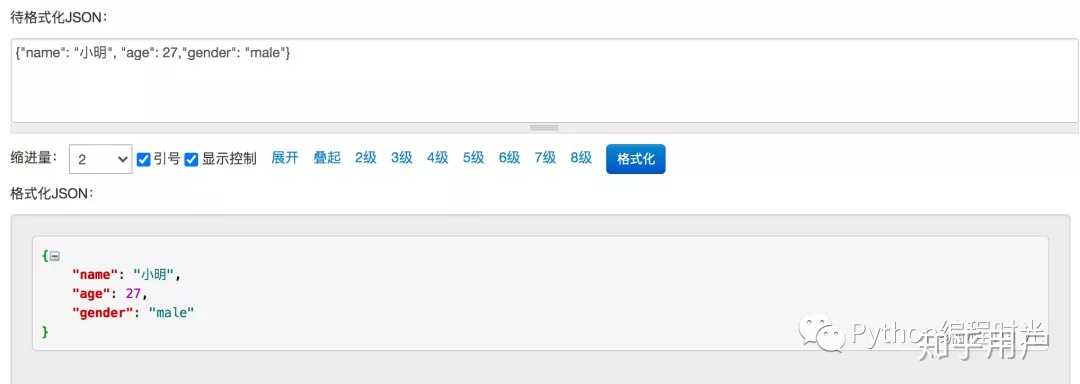 待格式化JSON:
{"name": "小明", "age": 27,"gender": "male"}
缩进量: 2 引号 显示控制 展开 叠起 2级 3级 4级 5级 6级 7级 8级 格式化
格式化JSON:
{
"name": "小明",
"age": 27,
"gender": "male"
}
Python编程时光
知乎用户